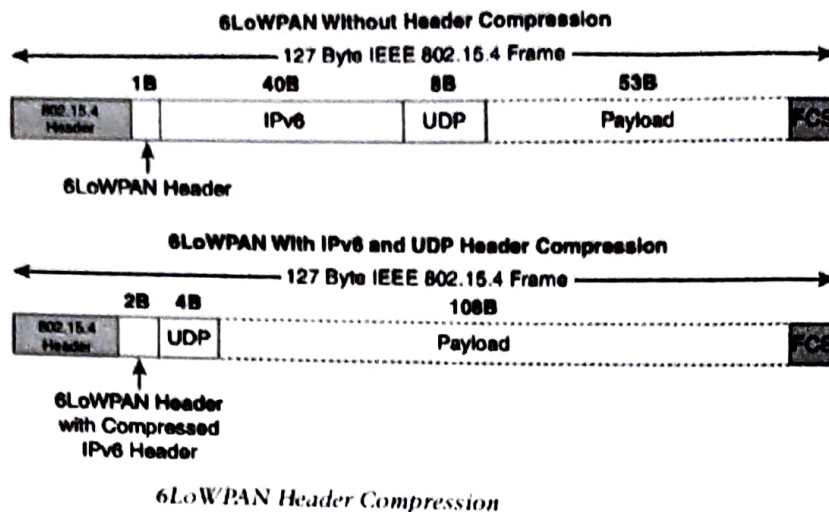 6LoWPAN Without Header Compression
127 Byte IEEE 802.15.4 Frame
1B 40B 8B 53B
802.15.4 Header IPv6 UDP Payload FCS
6LoWPAN Header
6LoWPAN With IPv6 and UDP Header Compression
127 Byte IEEE 802.15.4 Frame
2B 4B 108B
802.15.4 Header UDP Payload FCS
6LoWPAN Header
with Compressed
IPv6 Header
6LoWPAN Header Compression